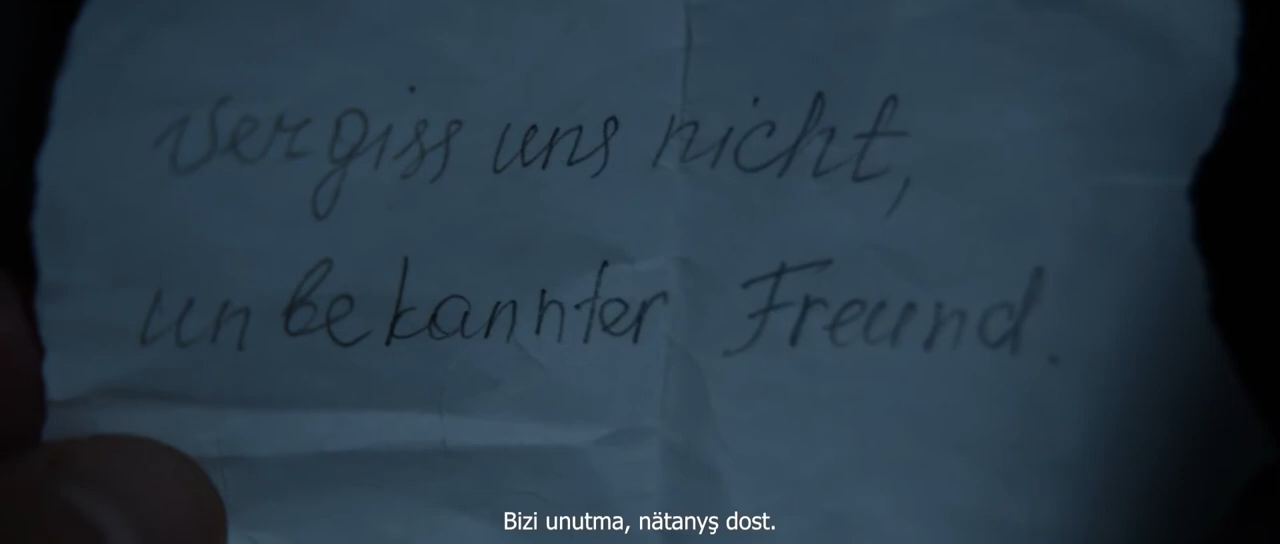 Vergiss uns nicht,
unbekannter Freund.
Bizi unutma, nätanyş dost.